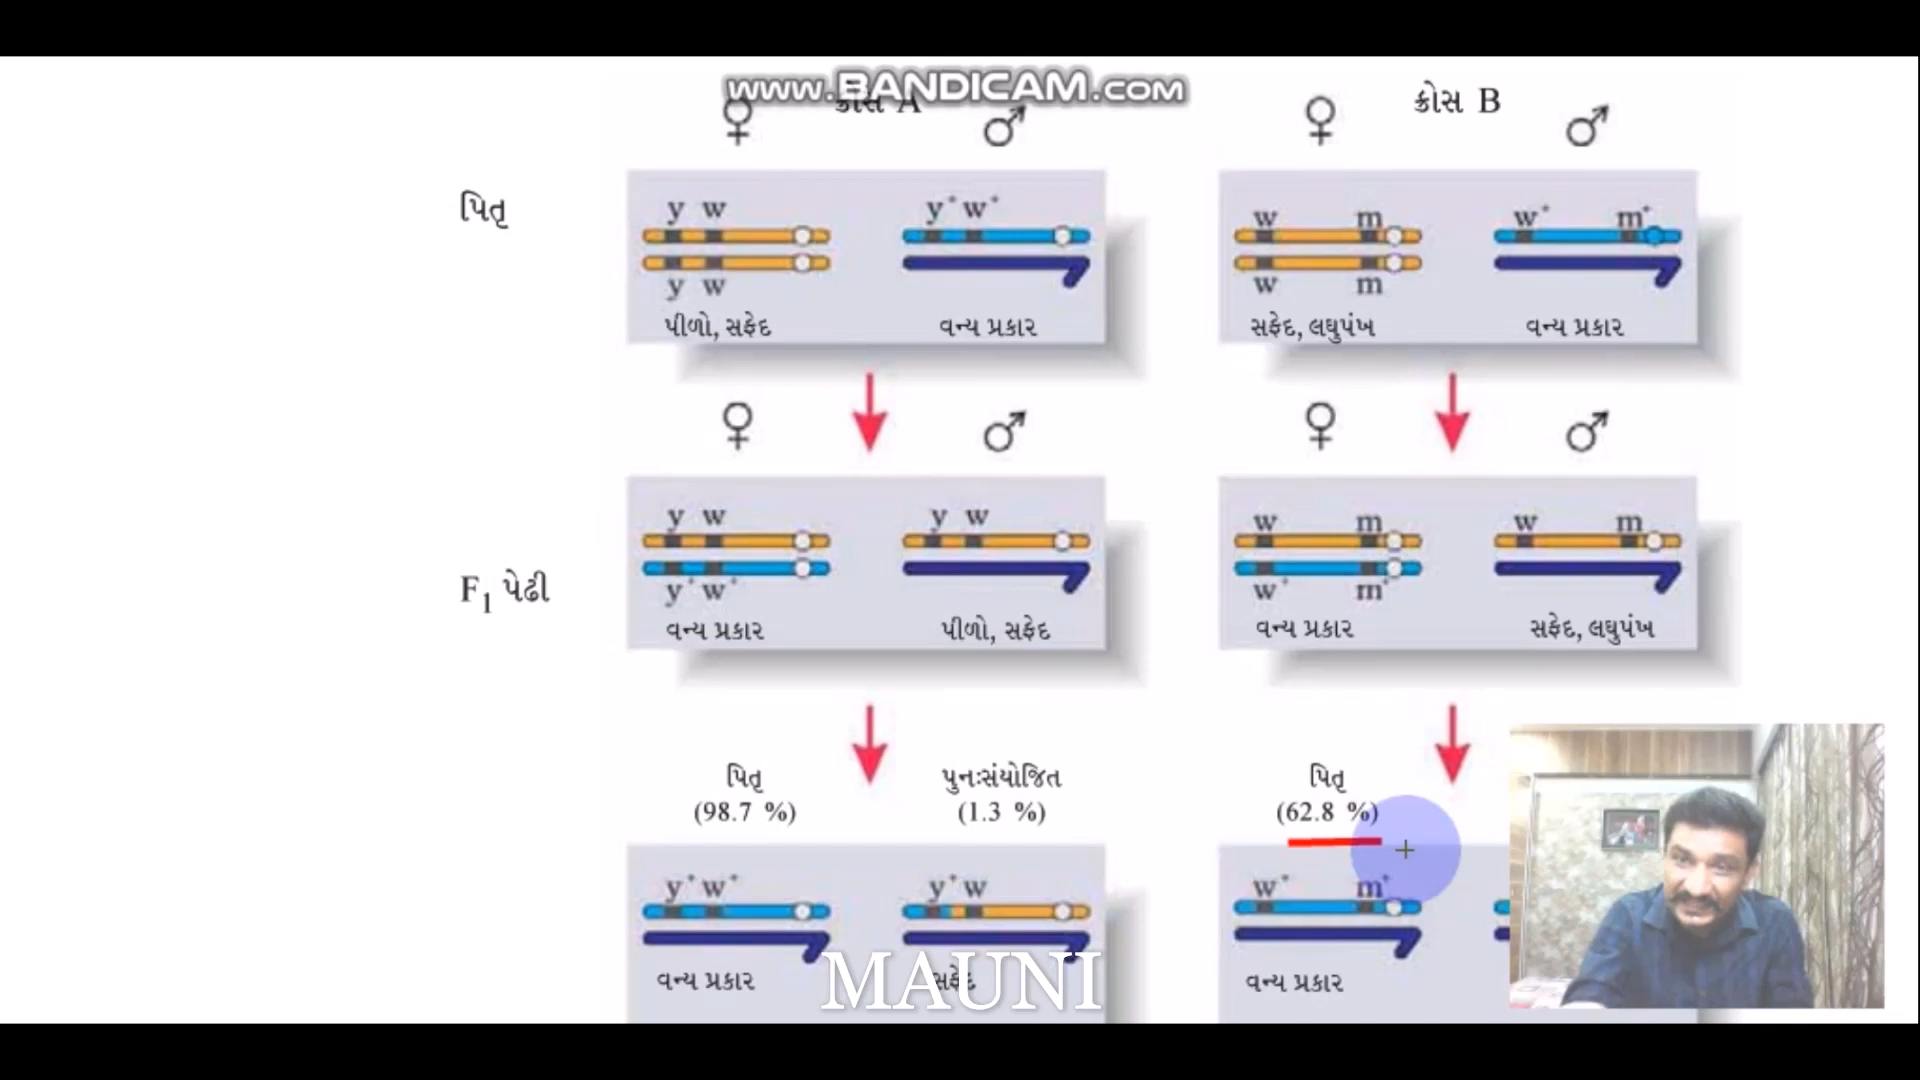 www.BANDICAM.com
ક્રોસ A
ક્રોસ B
પિતૃ
y w
y⁺ w⁺
y w
પીળો, સફેદ
વન્ય પ્રકાર
w m
w⁺ m⁺
w m
સફેદ, લઘુપંખ
વન્ય પ્રકાર
F₁ પેઢી
y w
y w
y⁺ w⁺
વન્ય પ્રકાર
પીળો, સફેદ
w m
w m
w⁺ m⁺
વન્ય પ્રકાર
સફેદ, લઘુપંખ
પિતૃ
(98.7 %)
પુનઃસંયોજિત
(1.3 %)
પિતૃ
(62.8 %)
y⁺ w⁺
y⁺ w
w⁺ m⁺
વન્ય પ્રકાર
સફેદ
વન્ય પ્રકાર
MAUNI